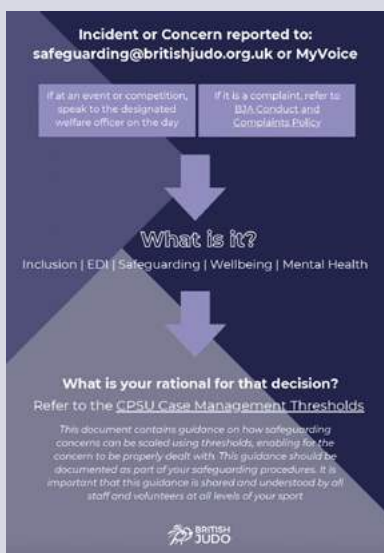 Incident or Concern reported to:
safeguarding@britishjudo.org.uk or MyVoice
If at an event or competition,
speak to the designated
welfare officer on the day
If it is a complaint, refer to
BJA Conduct and
Complaints Policy
What is it?
Inclusion | EDI | Safeguarding | Wellbeing | Mental Health
What is your rational for that decision?
Refer to the CPSU Case Management Thresholds
This document contains guidance on how safeguarding
concerns can be scaled using thresholds, enabling for the
concern to be properly dealt with. This guidance should be
documented as part of your safeguarding procedures. It is
important that this guidance is shared and understood by all
staff and volunteers at all levels of your sport
BRITISH
JUDO